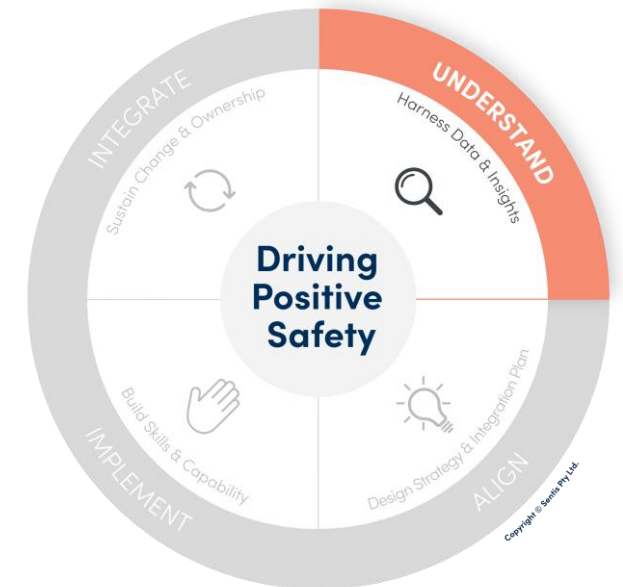 UNDERSTAND
Harness Data & Insights
ALIGN
Design Strategy & Integration Plan
IMPLEMENT
Build Skills & Capability
INTEGRATE
Sustain Change & Ownership
Driving
Positive
Safety
Copyright © Sentis Pty Ltd.